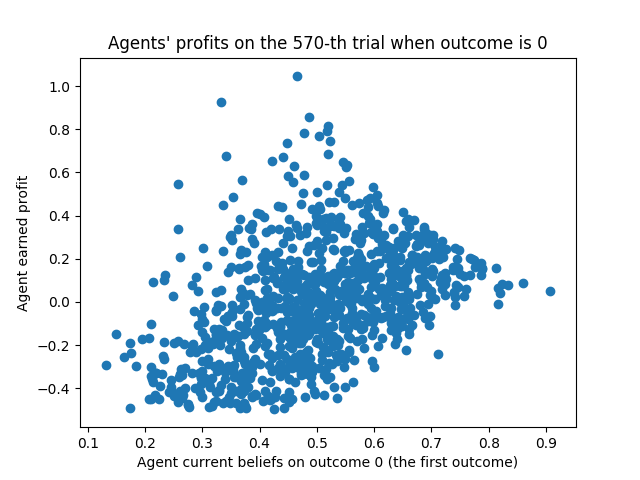 Agents' profits on the 570-th trial when outcome is 0
Agent earned profit
1.0
0.8
0.6
0.4
0.2
0.0
−0.2
−0.4
0.1 0.2 0.3 0.4 0.5 0.6 0.7 0.8 0.9
Agent current beliefs on outcome 0 (the first outcome)